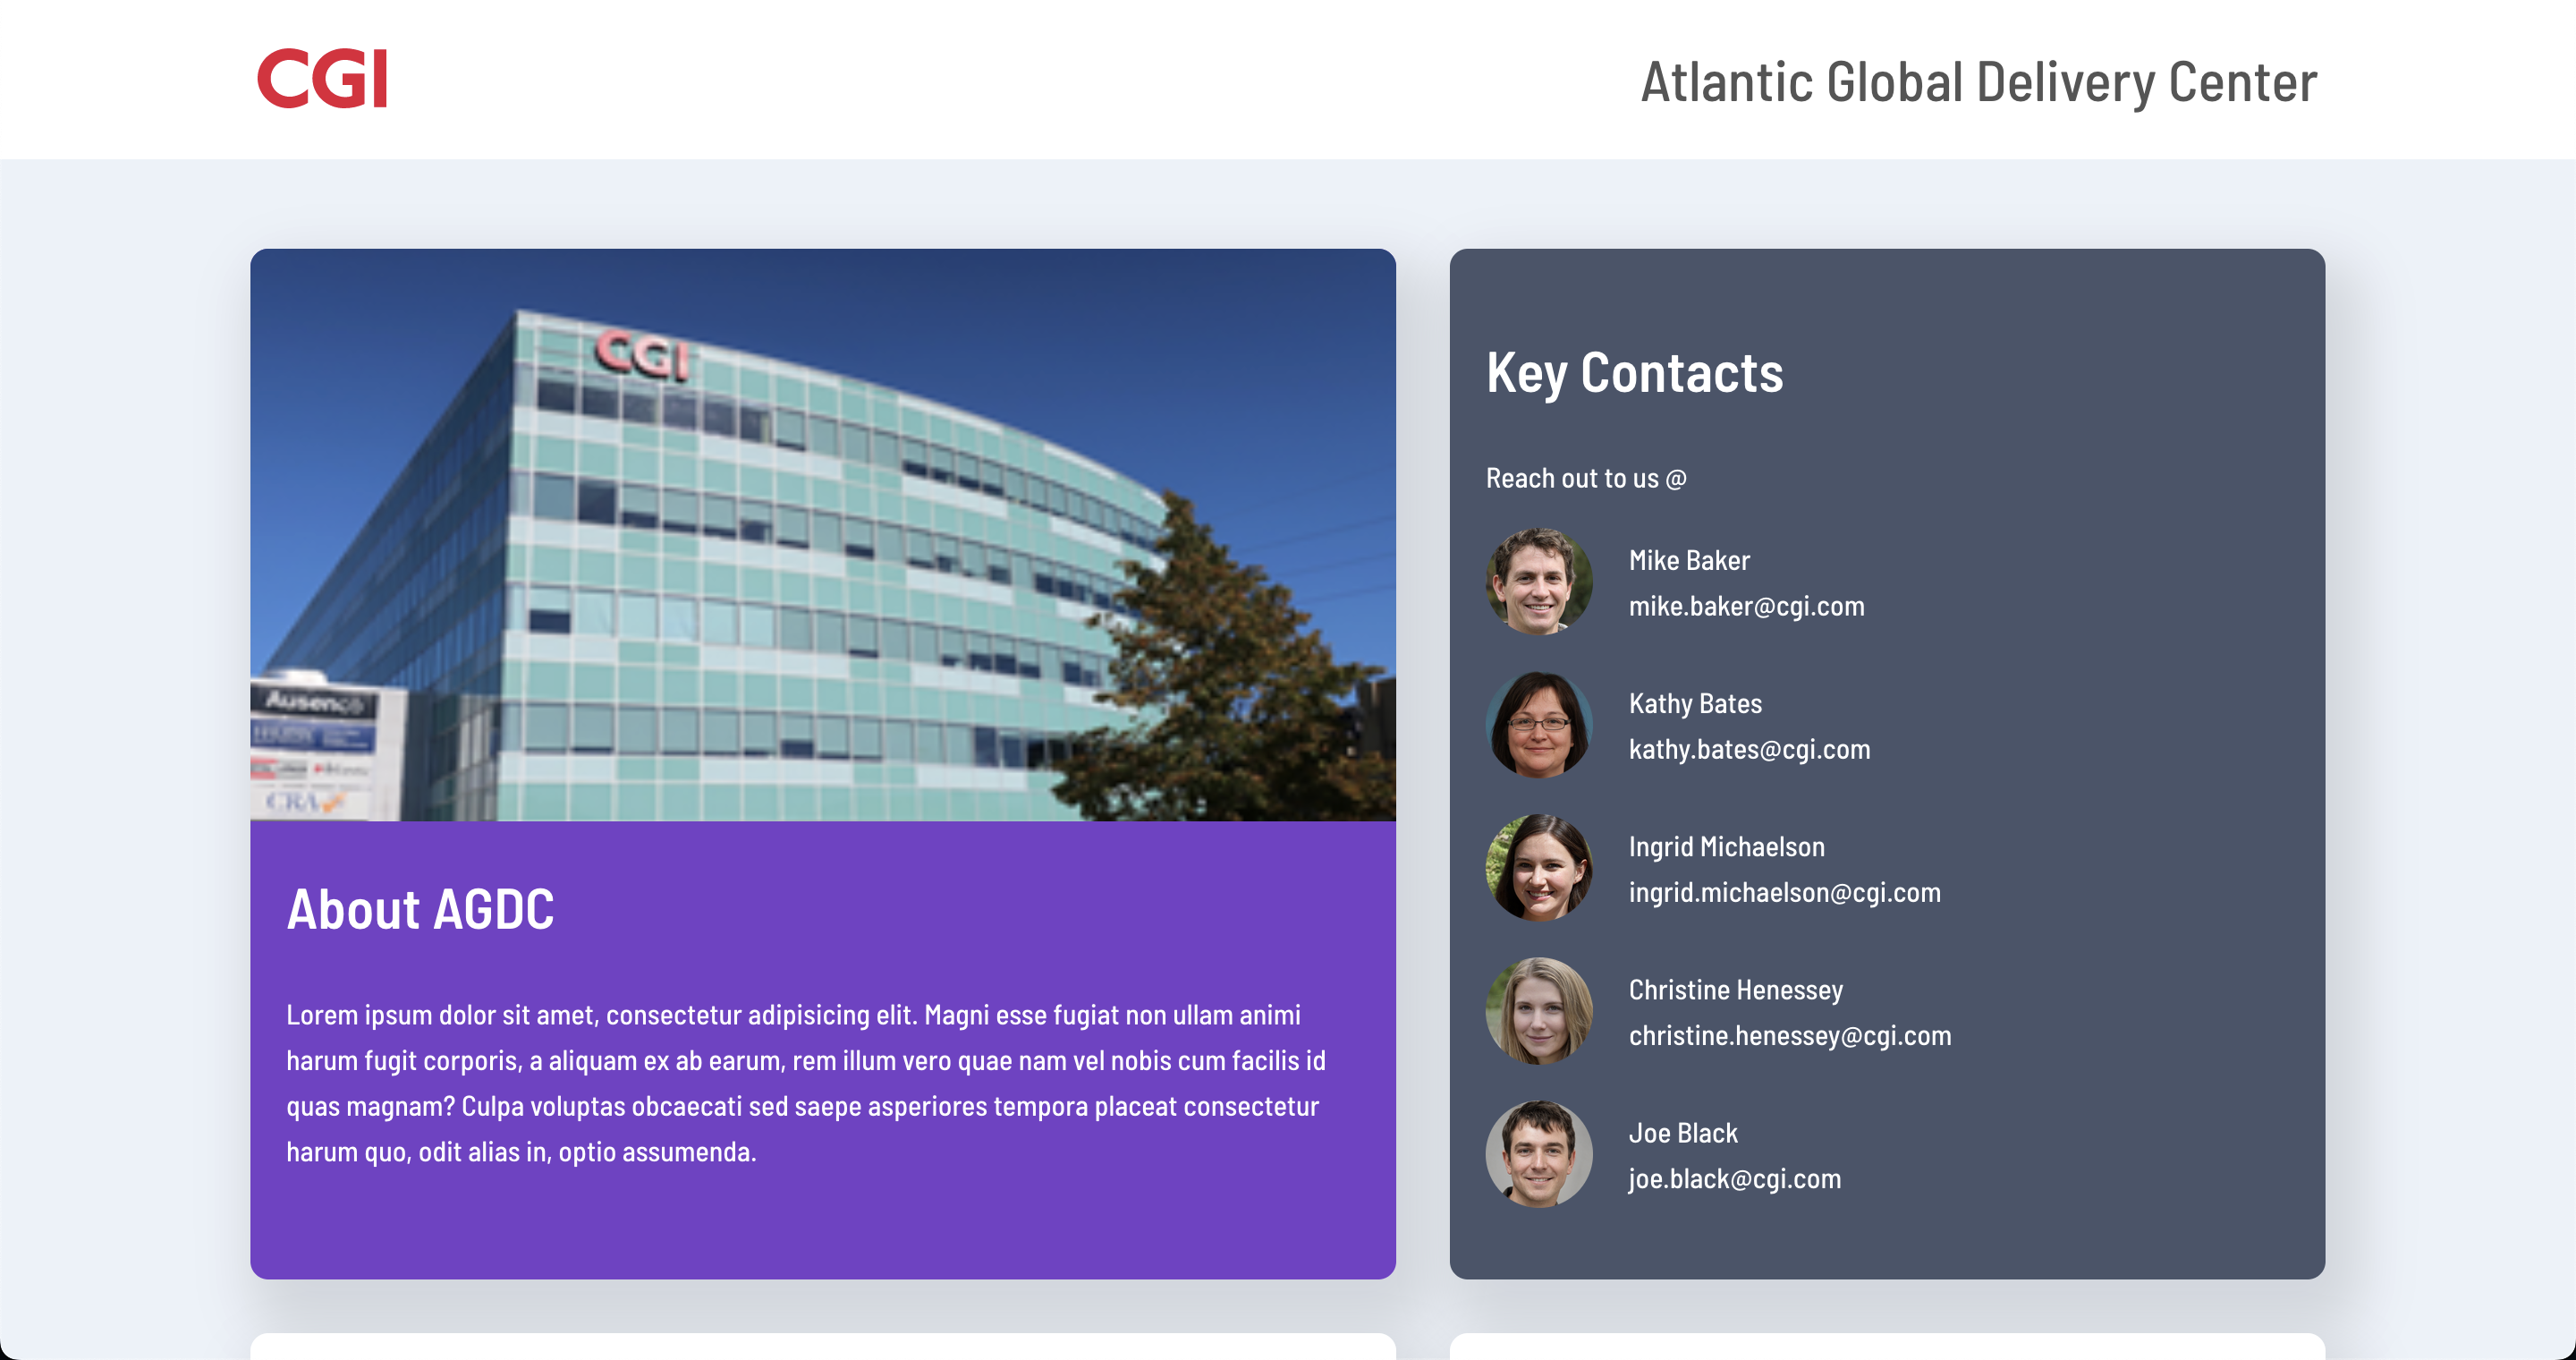 CGI
Atlantic Global Delivery Center
CGI
Ausenco
CRA
About AGDC
Lorem ipsum dolor sit amet, consectetur adipisicing elit. Magni esse fugiat non ullam animi
harum fugit corporis, a aliquam ex ab earum, rem illum vero quae nam vel nobis cum facilis id
quas magnam? Culpa voluptas obcaecati sed saepe asperiores tempora placeat consectetur
harum quo, odit alias in, optio assumenda.
Key Contacts
Reach out to us @
Mike Baker
mike.baker@cgi.com
Kathy Bates
kathy.bates@cgi.com
Ingrid Michaelson
ingrid.michaelson@cgi.com
Christine Henessey
christine.henessey@cgi.com
Joe Black
joe.black@cgi.com